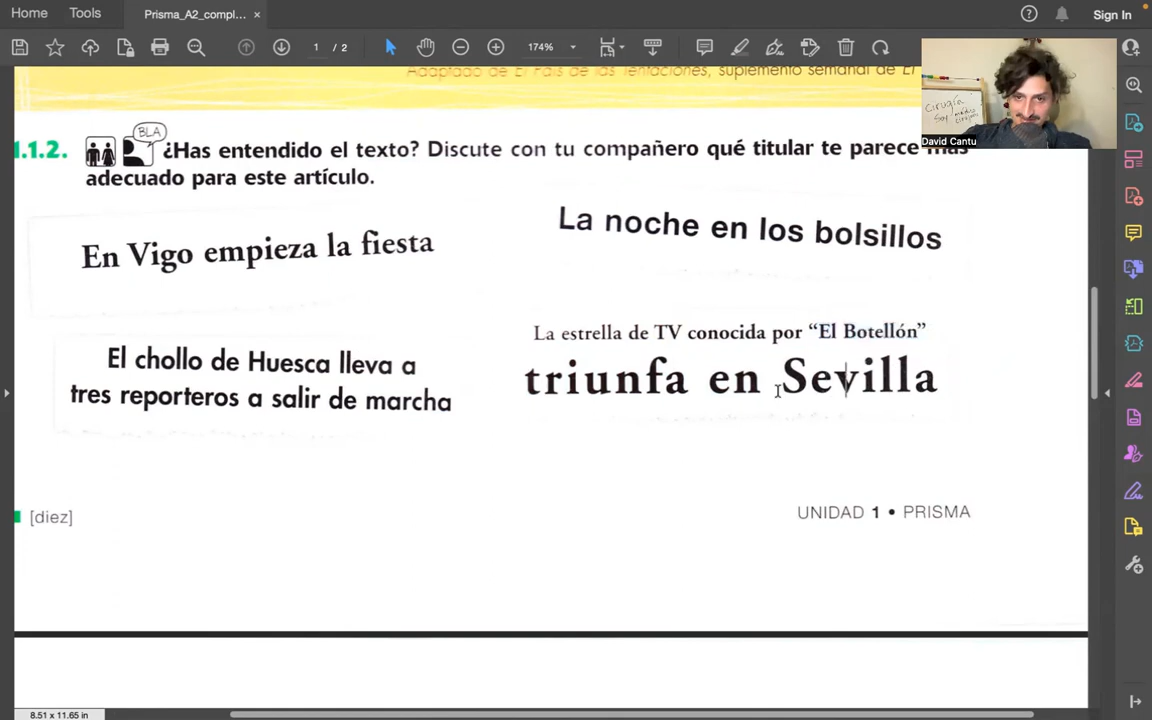 Home
Tools
Prisma_A2_compl...
Sign In
1 / 2
174%
Adaptado de El País de las Tentaciones, suplemento semanal de El
cirugía
Soy médico
cirujano
David Cantu
1.1.2.
BLA
¿Has entendido el texto? Discute con tu compañero qué titular te parece más
adecuado para este artículo.
En Vigo empieza la fiesta
La noche en los bolsillos
El chollo de Huesca lleva a
tres reporteros a salir de marcha
La estrella de TV conocida por “El Botellón”
triunfa en Sevilla
[diez]
UNIDAD 1 • PRISMA
8.51 x 11.65 in